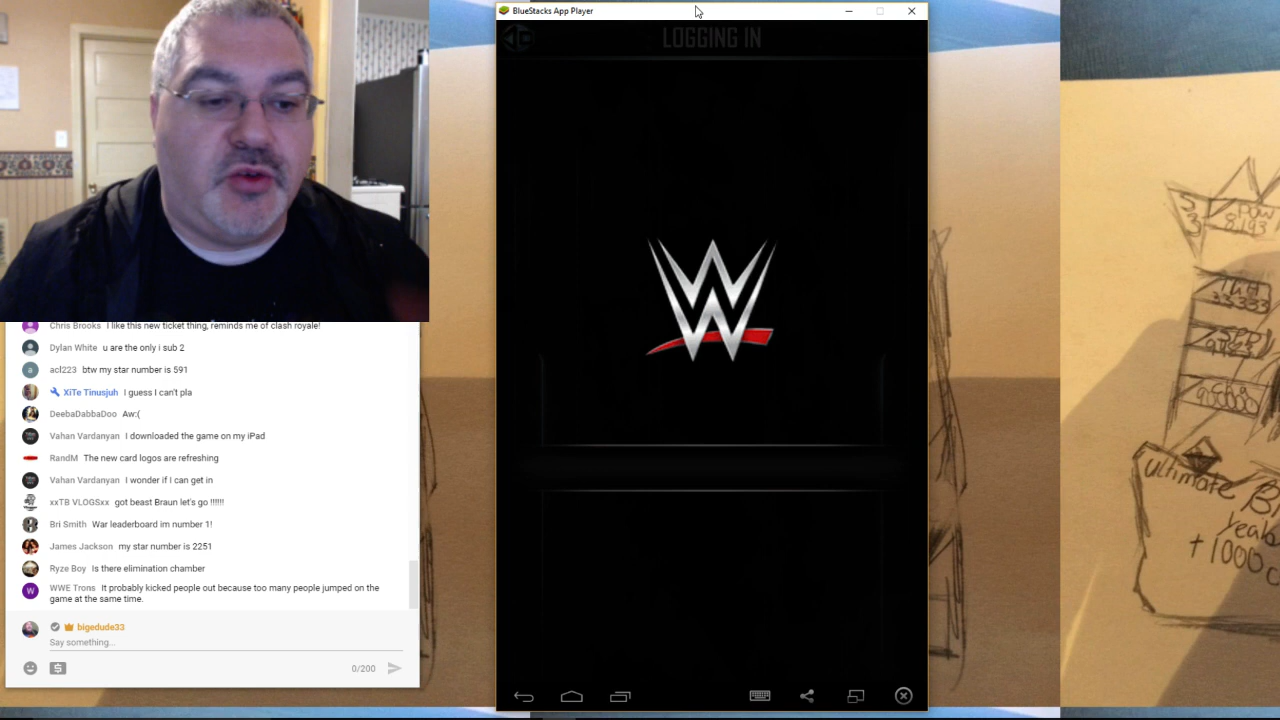 BlueStacks App Player
LOGGING IN
Chris Brooks I like this new ticket thing, reminds me of clash royale!
Dylan White u are the only i sub 2
acl223 btw my star number is 591
XiTe Tinusjuh I guess I can't pla
DeebaDabbaDoo Aw:(
Vahan Vardanyan I downloaded the game on my iPad
RandM The new card logos are refreshing
Vahan Vardanyan I wonder if I can get in
xxTB VLOGSxx got beast Braun let's go !!!!!!
Bri Smith War leaderboard im number 1!
James Jackson my star number is 2251
Ryze Boy Is there elimination chamber
WWE Trons It probably kicked people out because too many people jumped on the
game at the same time.
bigedude33
Say something...
0/200
POW
8,193
33333
Ultimate
+1000